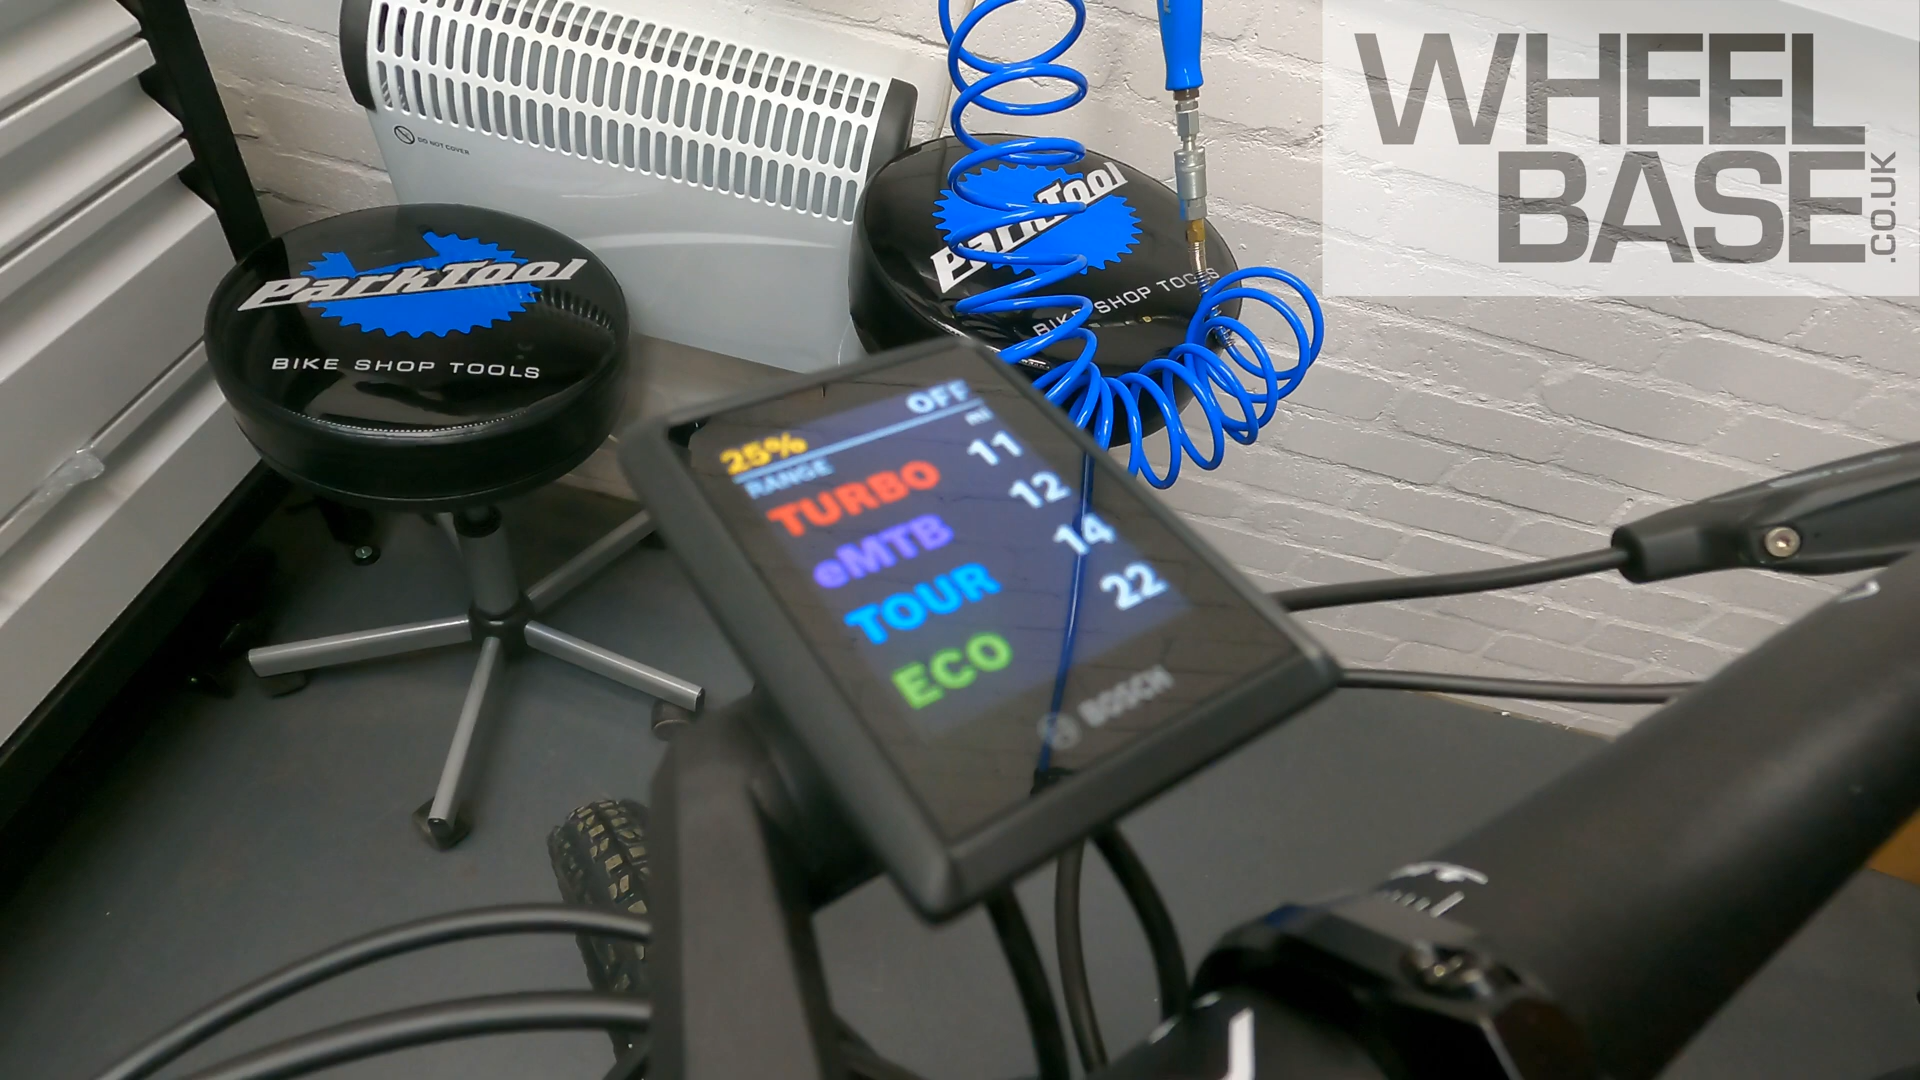 WHEEL
BASE
.CO.UK
DO NOT COVER
ParkTool
BIKE SHOP TOOLS
ParkTool
BIKE SHOP TOOLS
25% OFF
RANGE mi
TURBO 11
eMTB 12
TOUR 14
ECO 22
BOSCH